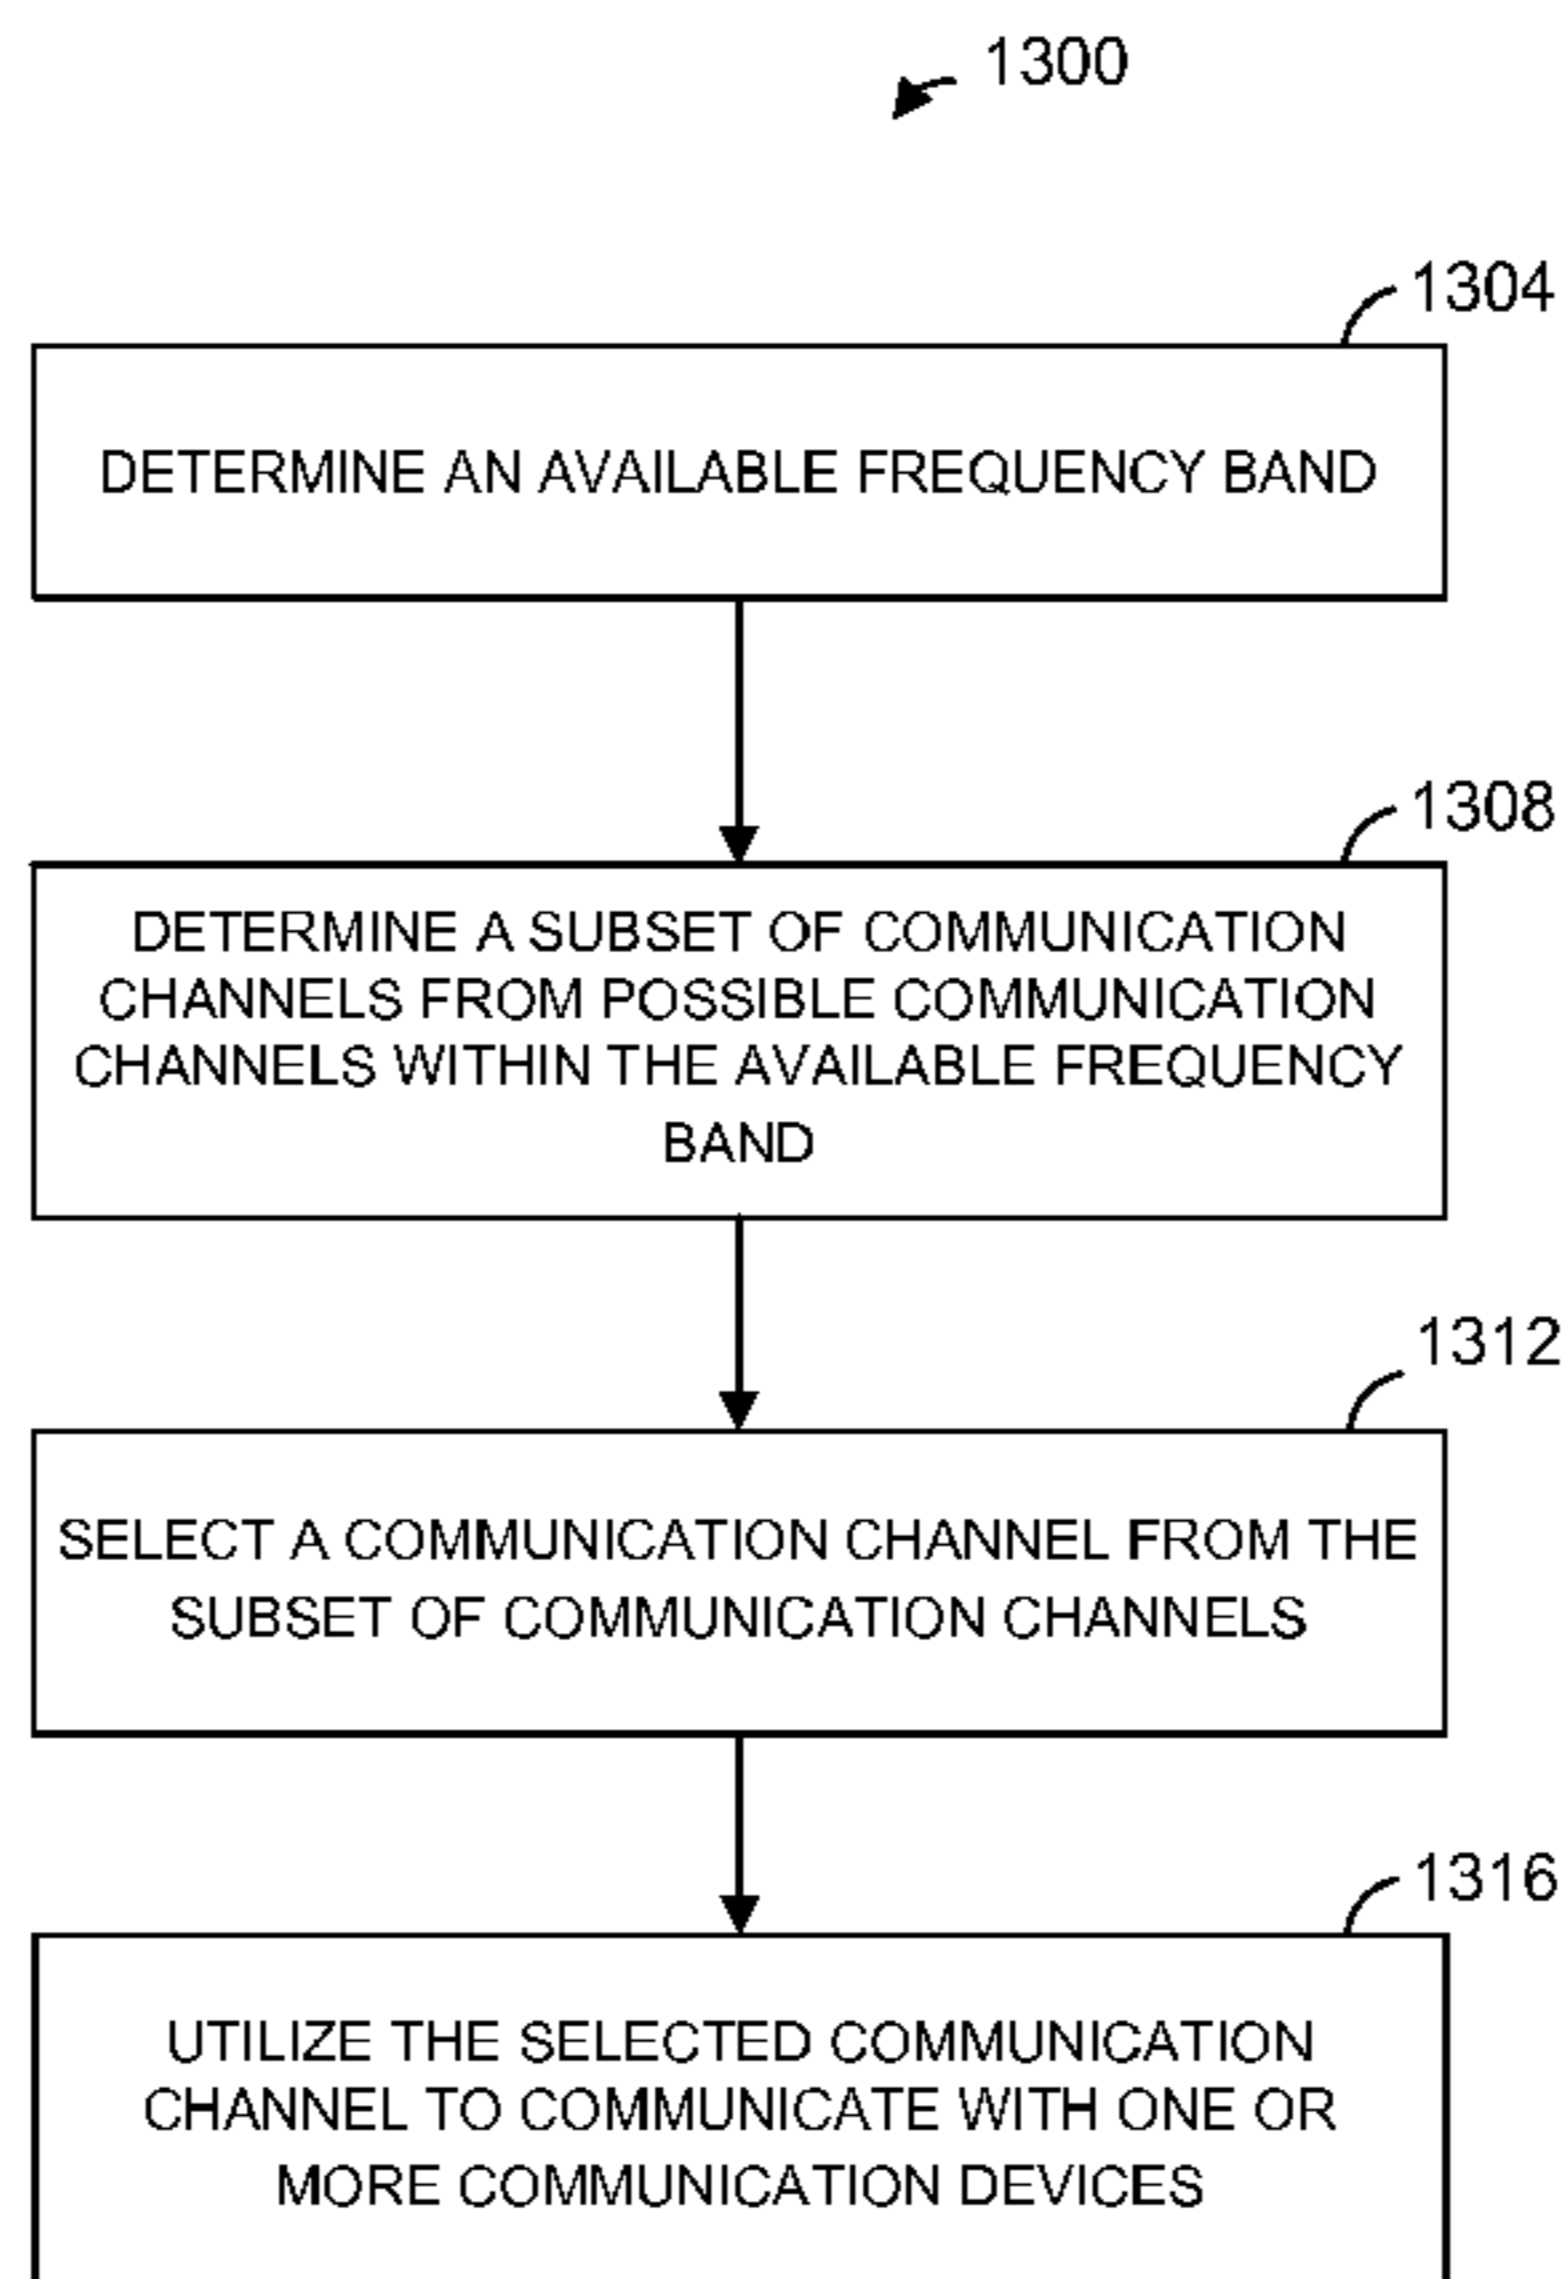 1300
1304
DETERMINE AN AVAILABLE FREQUENCY BAND
1308
DETERMINE A SUBSET OF COMMUNICATION
CHANNELS FROM POSSIBLE COMMUNICATION
CHANNELS WITHIN THE AVAILABLE FREQUENCY
BAND
1312
SELECT A COMMUNICATION CHANNEL FROM THE
SUBSET OF COMMUNICATION CHANNELS
1316
UTILIZE THE SELECTED COMMUNICATION
CHANNEL TO COMMUNICATE WITH ONE OR
MORE COMMUNICATION DEVICES